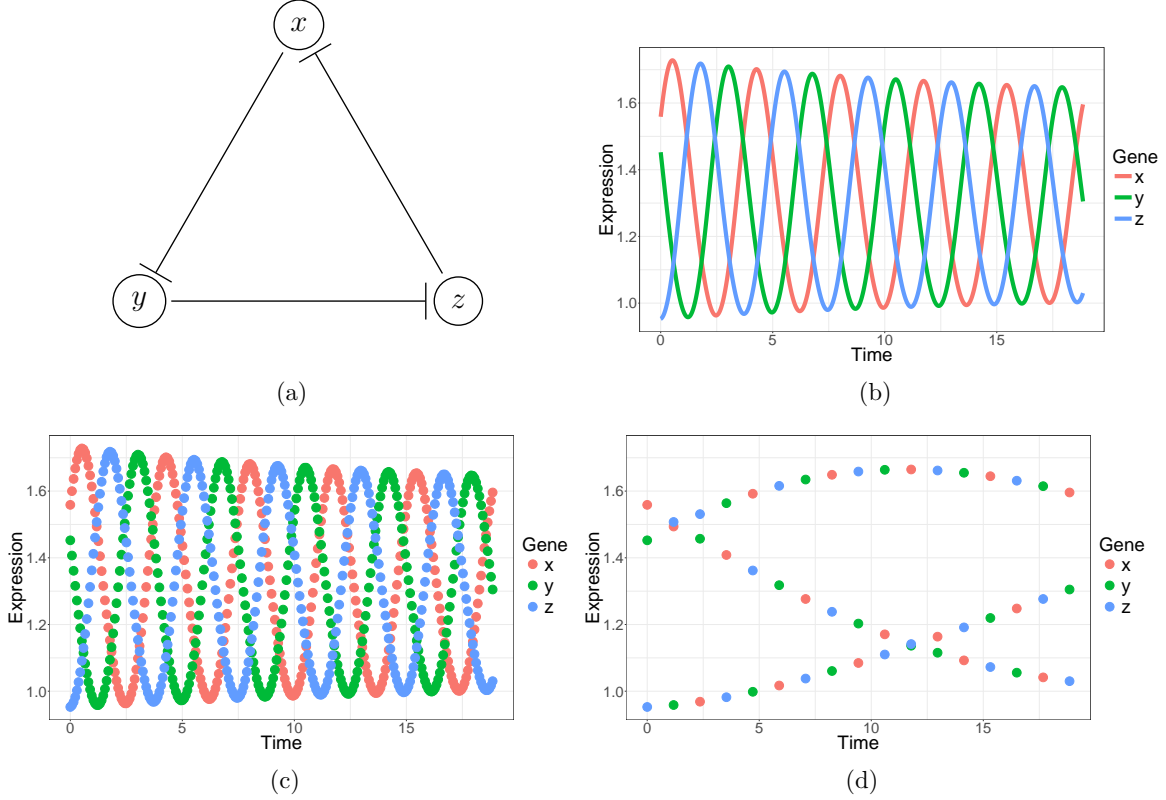 x
y
z
(a)
Expression
1.6
1.4
1.2
1.0
0
5
10
15
Time
Gene
x
y
z
(b)
Expression
1.6
1.4
1.2
1.0
0
5
10
15
Time
Gene
x
y
z
(c)
Expression
1.6
1.4
1.2
1.0
0
5
10
15
Time
Gene
x
y
z
(d)